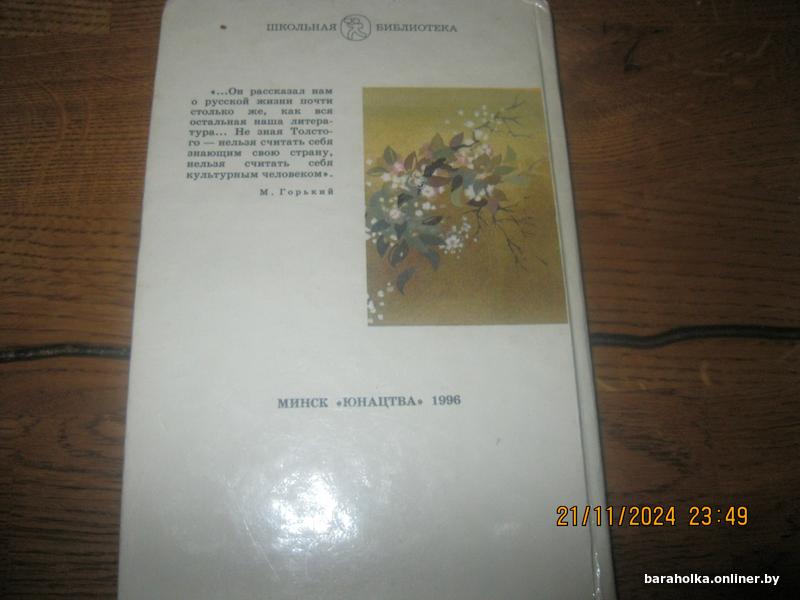 ШКОЛЬНАЯ БИБЛИОТЕКА
«...Он рассказал нам
о русской жизни почти
столько же, как вся
остальная наша литера-
тура... Не зная Толсто-
го — нельзя считать себя
знающим свою страну,
нельзя считать себя
культурным человеком».
М. Горький
МИНСК «ЮНАЦТВА» 1996
21/11/2024 23:49
baraholka.onliner.by